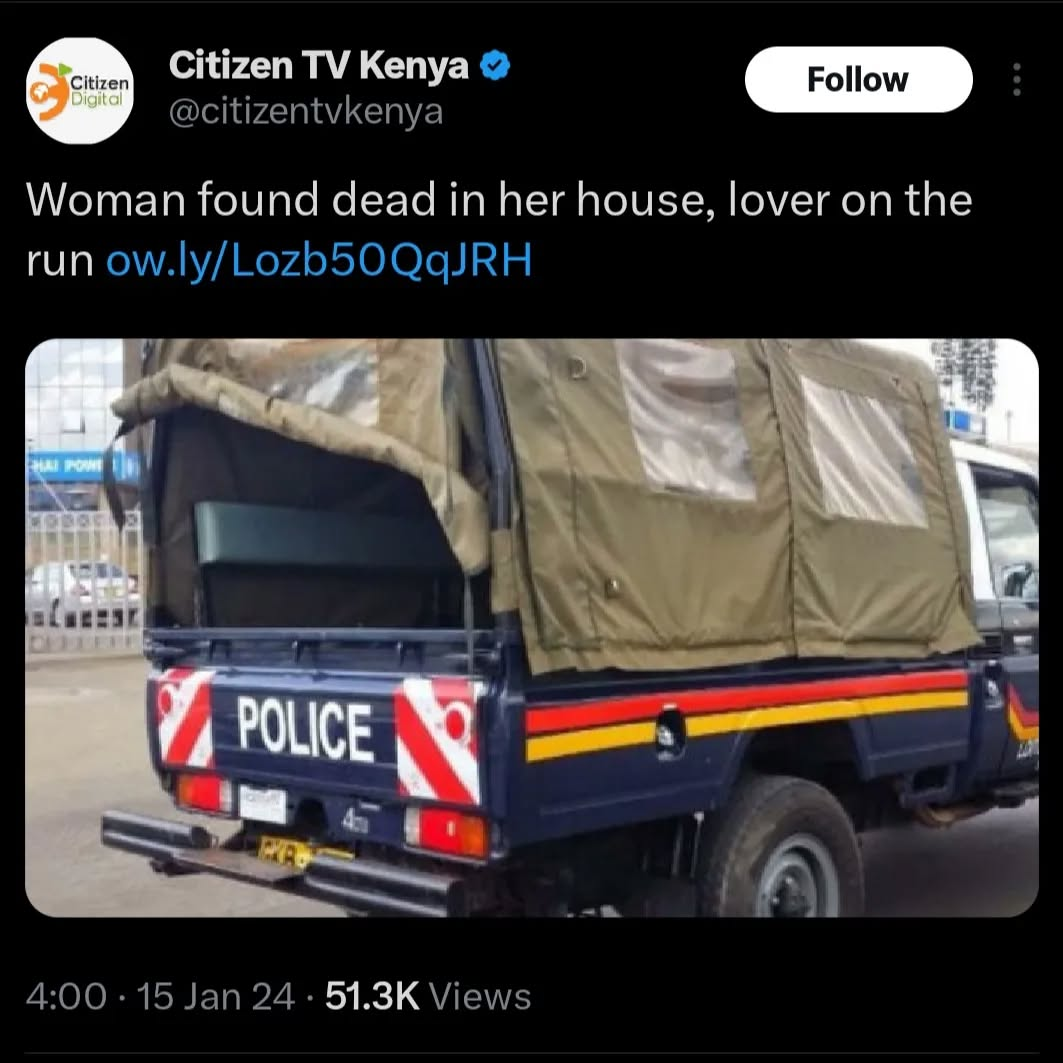 Citizen
Digital
Citizen TV Kenya
@citizentvkenya
Follow
Woman found dead in her house, lover on the
run ow.ly/Lozb50QqJRH
POLICE
4:00 · 15 Jan 24 · 51.3K Views